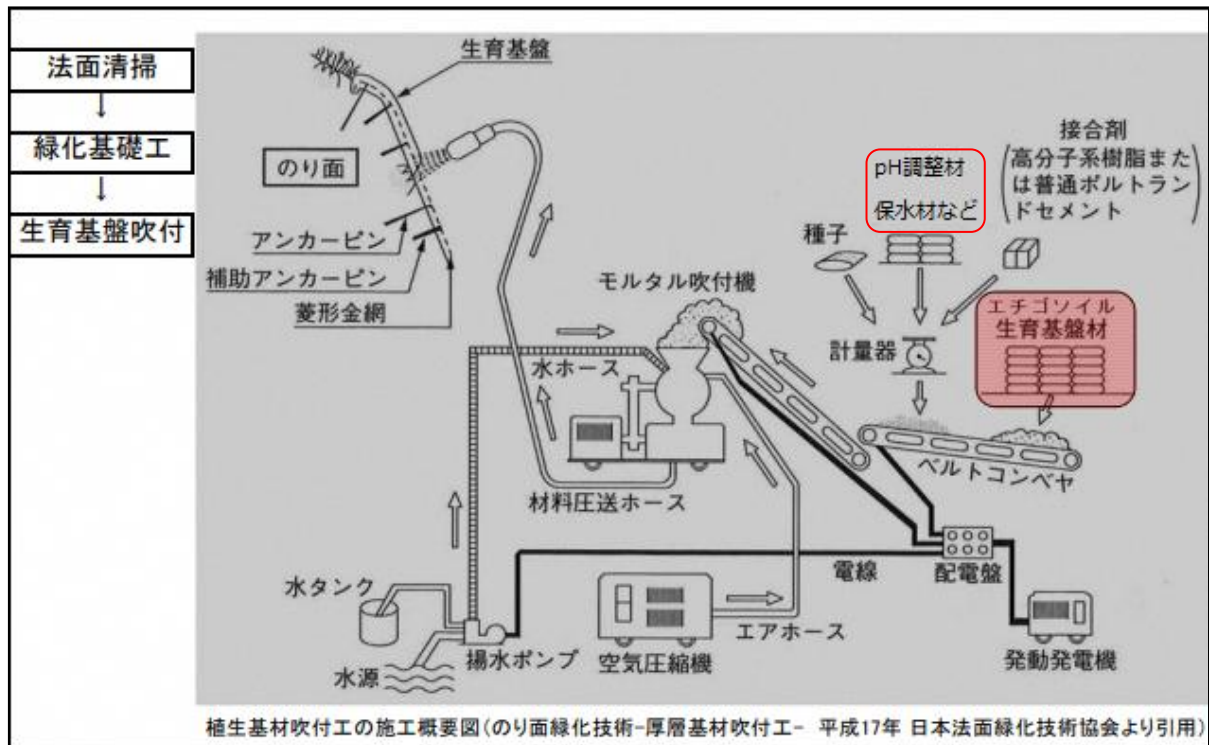 法面清掃
↓
緑化基礎工
↓
生育基盤吹付
生育基盤
のり面
アンカーピン
補助アンカーピン
菱形金網
接合剤
高分子系樹脂また
は普通ポルトラン
ドセメント
pH調整材
保水材など
種子
モルタル吹付機
エチゴソイル
生育基盤材
計量器
水ホース
ベルトコンベヤ
材料圧送ホース
電線
配電盤
水タンク
エアホース
揚水ポンプ
空気圧縮機
発動発電機
水源
植生基材吹付工の施工概要図(のり面緑化技術-厚層基材吹付工- 平成17年 日本法面緑化技術協会より引用)